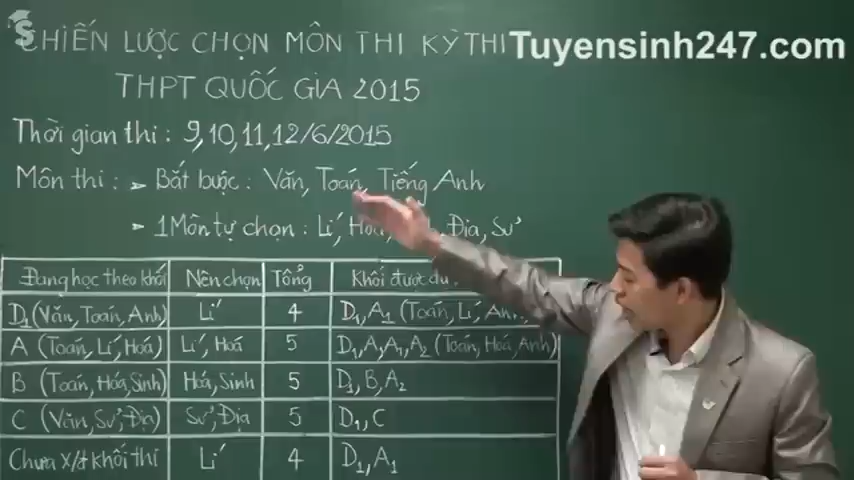 CHIẾN LƯỢC CHỌN MÔN THI KỲ THI
Tuyensinh247.com
THPT QUỐC GIA 2015
Thời gian thi : 9,10,11,12/6/2015
Môn thi : ➢ Bắt buộc : Văn, Toán, Tiếng Anh
➢ 1 Môn tự chọn : Lí, Hóa, Địa, Sử
Đang học theo khối Nên chọn Tổng Khối được
D1 (Văn, Toán, Anh) Lí 4 D1, A1 (Toán, Lí, Anh)
A (Toán, Lí, Hoá) Lí, Hoá 5 D1, A, A1, A2 (Toán, Hoá, Anh)
B (Toán, Hóa, Sinh) Hóa, Sinh 5 D1, B, A2
C (Văn, Sử, Địa) Sử, Địa 5 D1, C
Chưa X/đ khối thi Lí 4 D1, A1